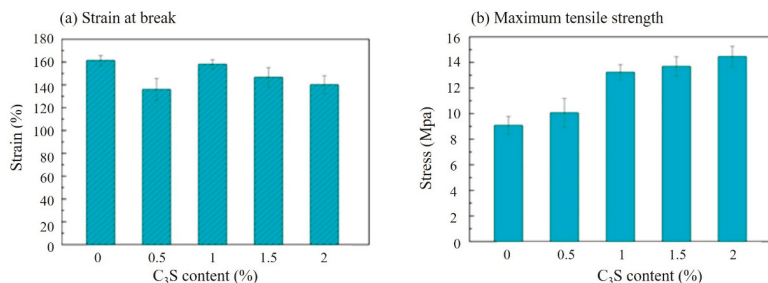 (a) Strain at break
180
160
140
120
100
80
60
40
20
0
Strain (%)
0 0.5 1 1.5 2
C₃S content (%)
(b) Maximum tensile strength
16
14
12
10
8
6
4
2
0
Stress (Mpa)
0 0.5 1 1.5 2
C₃S content (%)